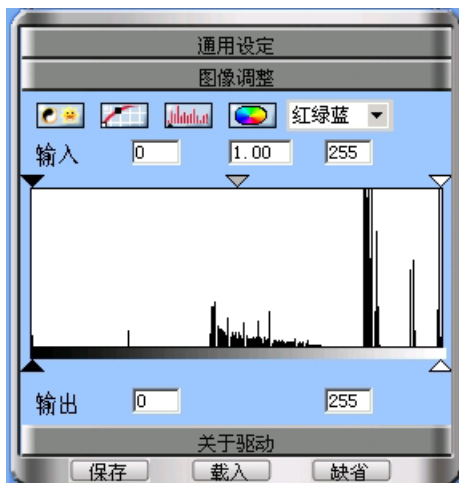 通用设定
图像调整
红绿蓝
输入 0 1.00 255
输出 0 255
关于驱动
保存 载入 缺省